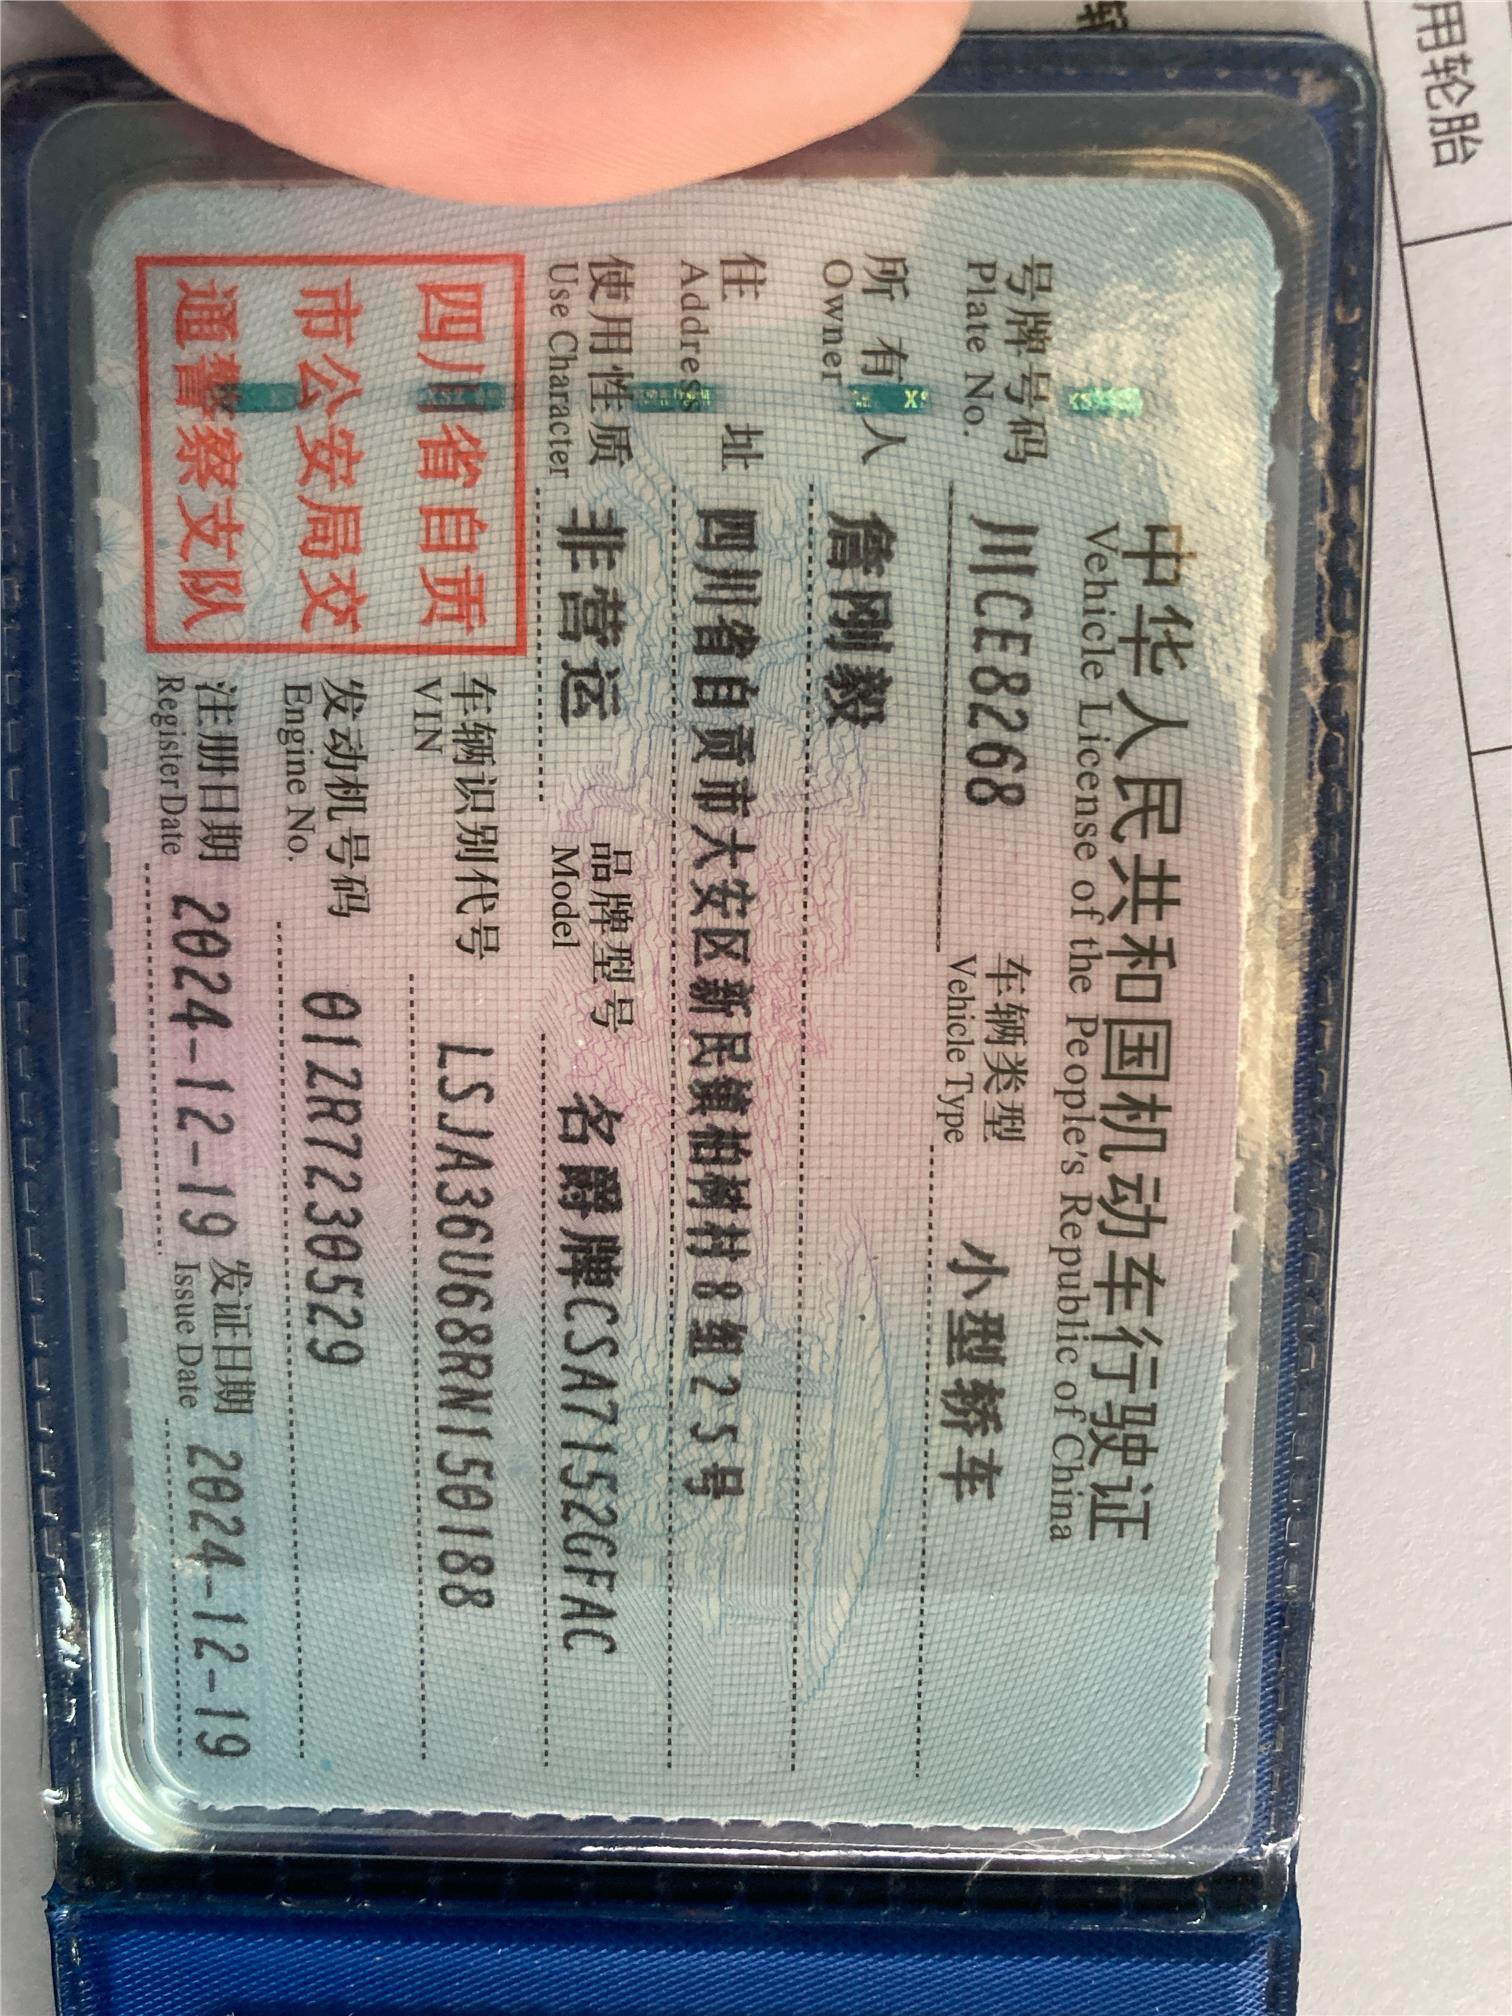 中华人民共和国机动车行驶证
Vehicle License of the People's Republic of China
号牌号码 川CE8268 车辆类型 小型轿车
Plate No. Vehicle Type
所有人 詹刚毅
Owner
住址 四川省自贡市大安区新民镇柏树村8组25号
Address
使用性质 非营运 品牌型号 名爵牌CSA7152GFAC
Use Character Model
四川省自贡
市公安局交
通警察支队
车辆识别代号 LSJA36U68RN150188
VIN
发动机号码 01ZR7230529
Engine No.
注册日期 2024-12-19 发证日期 2024-12-19
Register Date Issue Date
用轮胎